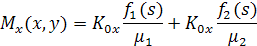 M_x(x, y) = K_{0x} \frac{f_1(s)}{\mu_1} + K_{0x} \frac{f_2(s)}{\mu_2}